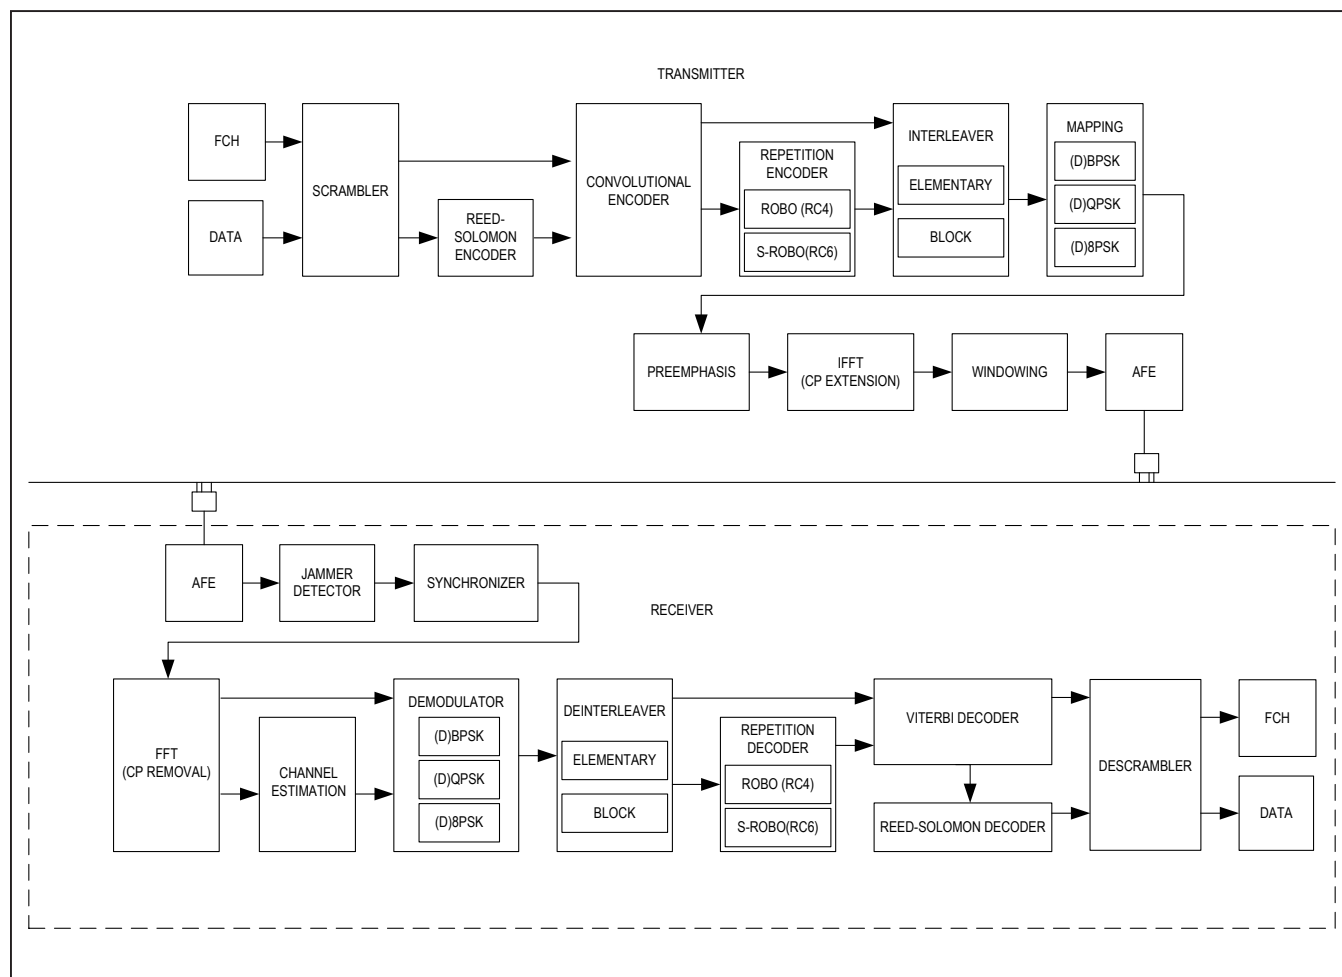 TRANSMITTER
FCH
DATA
SCRAMBLER
REED-
SOLOMON
ENCODER
CONVOLUTIONAL
ENCODER
REPETITION
ENCODER
ROBO (RC4)
S-ROBO(RC6)
INTERLEAVER
ELEMENTARY
BLOCK
MAPPING
(D)BPSK
(D)QPSK
(D)8PSK
PREEMPHASIS
IFFT
(CP EXTENSION)
WINDOWING
AFE
AFE
JAMMER
DETECTOR
SYNCHRONIZER
RECEIVER
FFT
(CP REMOVAL)
CHANNEL
ESTIMATION
DEMODULATOR
(D)BPSK
(D)QPSK
(D)8PSK
DEINTERLEAVER
ELEMENTARY
BLOCK
REPETITION
DECODER
ROBO (RC4)
S-ROBO(RC6)
VITERBI DECODER
REED-SOLOMON DECODER
DESCRAMBLER
FCH
DATA